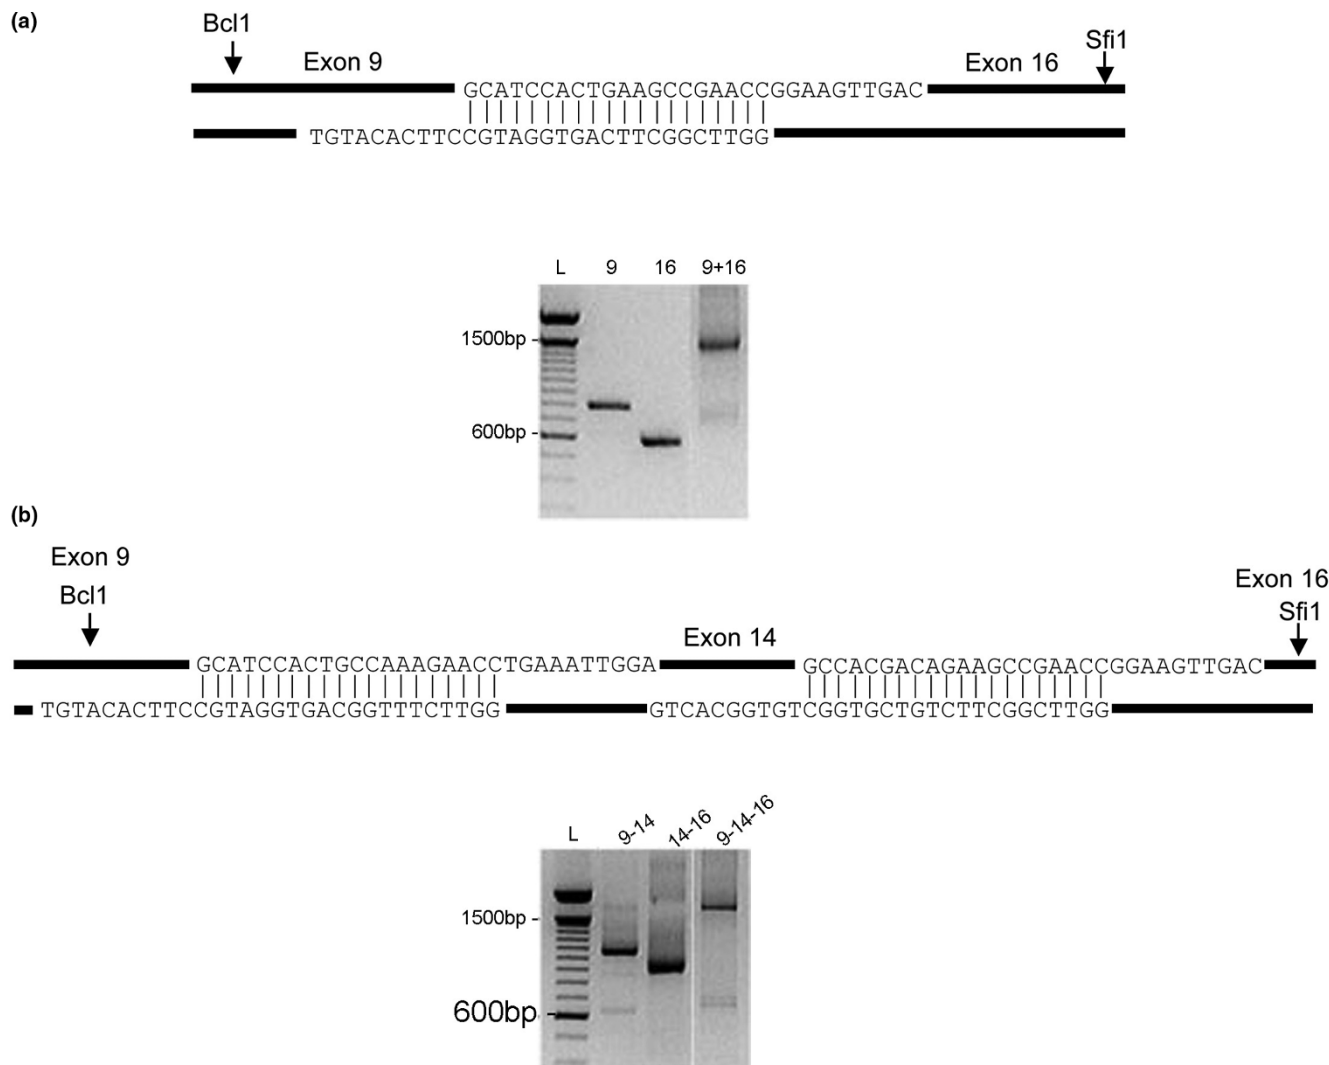 (a)
Bcl1
Exon 9
Exon 16
Sfi1
GCATCCACTGAAGCCGAACCGGAAGTTGAC
TGTACACTTCCGTAGGTGACTTCGGCTTGG
L 9 16 9+16
1500bp -
600bp -
(b)
Exon 9
Bcl1
Exon 14
Exon 16
Sfi1
GCATCCACTGCCAAAGAACCTGAAATTGGA GCCACGACAGAAGCCGAACCGGAAGTTGAC
TGTACACTTCCGTAGGTGACGGTTTCTTGG GTCACGGTGTCGGTGCTGTCTTCGGCTTGG
L 9-14 14-16 9-14-16
1500bp -
600bp -